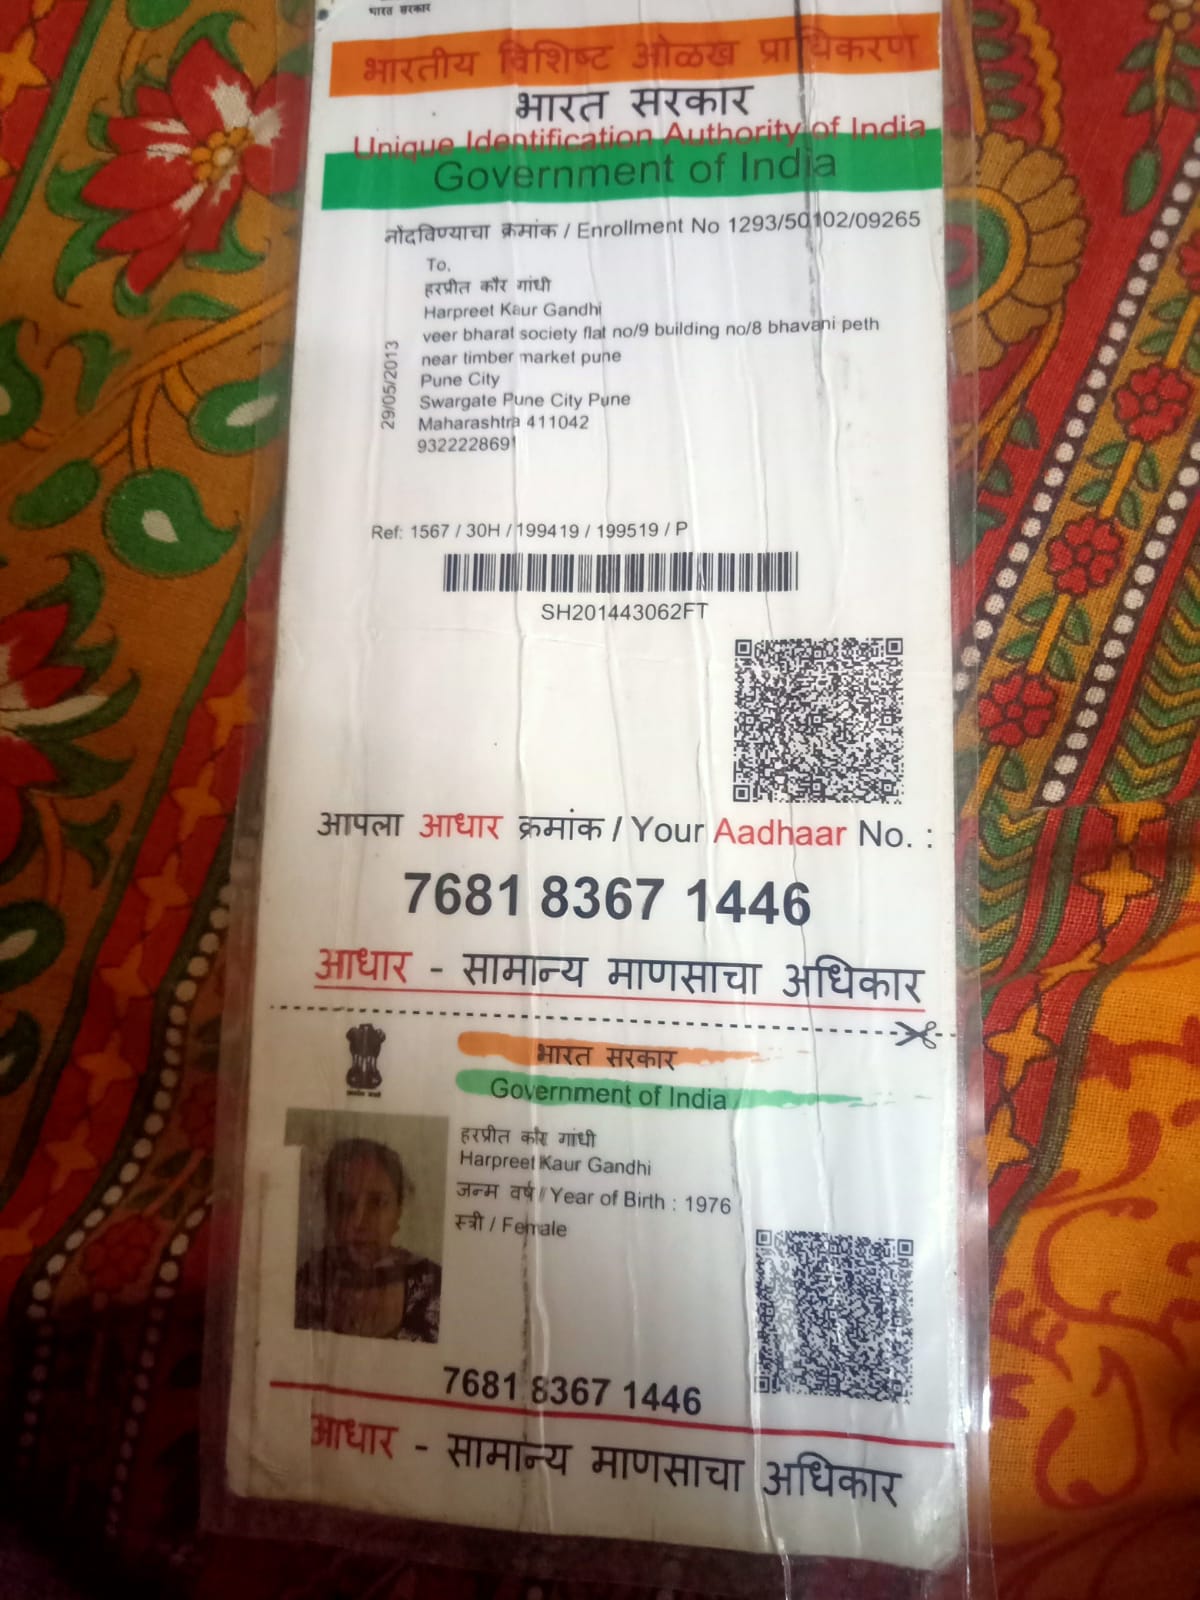 भारत सरकार
भारतीय विशिष्ट ओळख प्राधिकरण
भारत सरकार
Unique Identification Authority of India
Government of India
नोंदविण्याचा क्रमांक / Enrollment No 1293/50102/09265
To,
हरप्रीत कौर गांधी
Harpreet Kaur Gandhi
veer bharat society flat no/9 building no/8 bhavani peth
near timber market pune
Pune City
Swargate Pune City Pune
Maharashtra 411042
9322228691
29/05/2013
Ref: 1567 / 30H / 199419 / 199519 / P
SH201443062FT
आपला आधार क्रमांक / Your Aadhaar No. :
7681 8367 1446
आधार - सामान्य माणसाचा अधिकार
भारत सरकार
Government of India
हरप्रीत कौर गांधी
Harpreet Kaur Gandhi
जन्म वर्ष / Year of Birth : 1976
स्त्री / Female
7681 8367 1446
आधार - सामान्य माणसाचा अधिकार